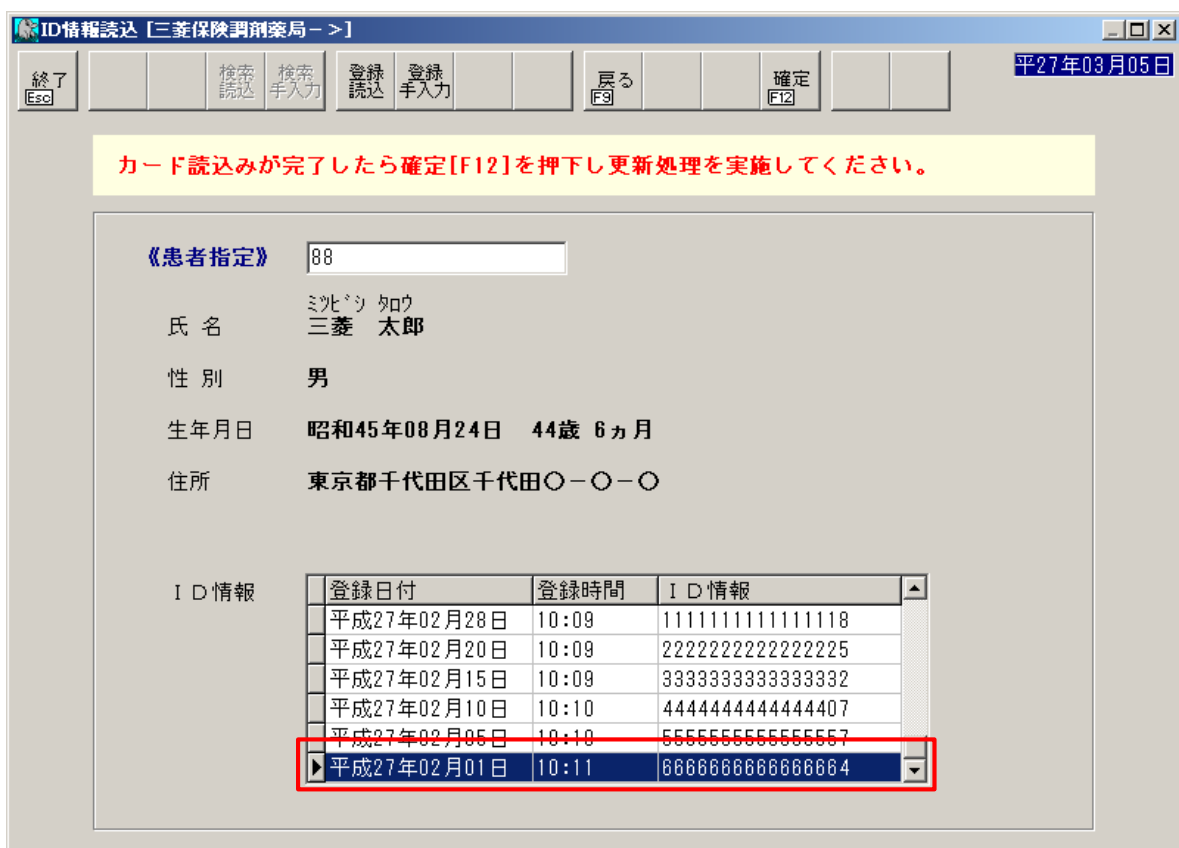 ID情報読込 [三菱保険調剤薬局ー>]
終了 Esc 検索読込 検索手入力 登録読込 登録手入力 戻る F9 確定 F12 平27年03月05日
カード読込みが完了したら確定[F12]を押下し更新処理を実施してください。
《患者指定》 88
ﾐﾂﾋﾞｼ ﾀﾛｳ
氏 名 三菱 太郎
性 別 男
生年月日 昭和45年08月24日 44歳 6ヵ月
住所 東京都千代田区千代田〇－〇－〇
ＩＤ情報 登録日付 登録時間 ＩＤ情報
平成27年02月28日 10:09 1111111111111118
平成27年02月20日 10:09 2222222222222225
平成27年02月15日 10:09 3333333333333332
平成27年02月10日 10:10 4444444444444407
平成27年02月05日 10:10 5555555555555557
平成27年02月01日 10:11 6666666666666664